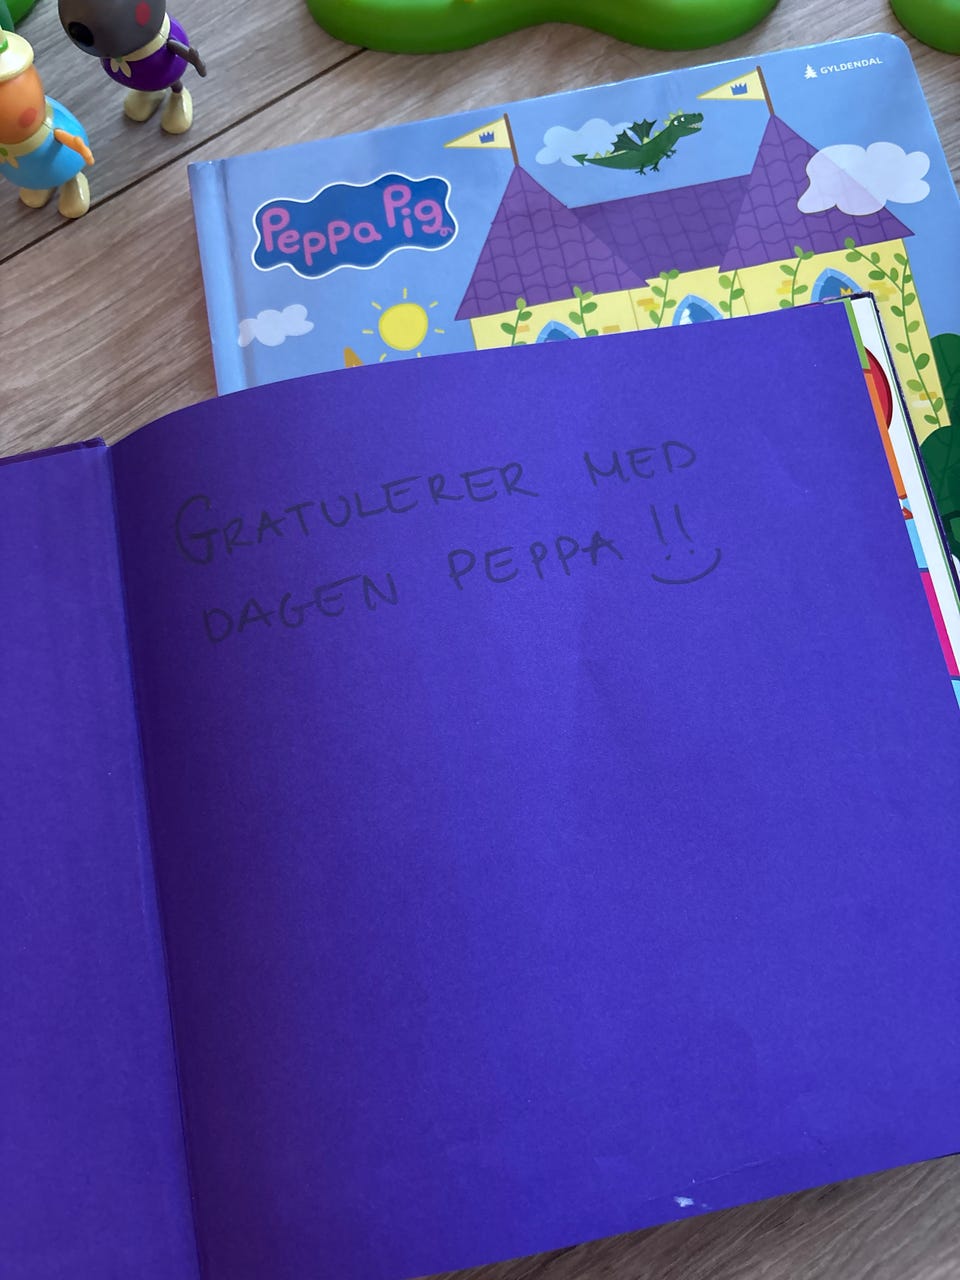 GYLDENDAL
Peppa Pig
GRATULERER MED
DAGEN PEPPA !!